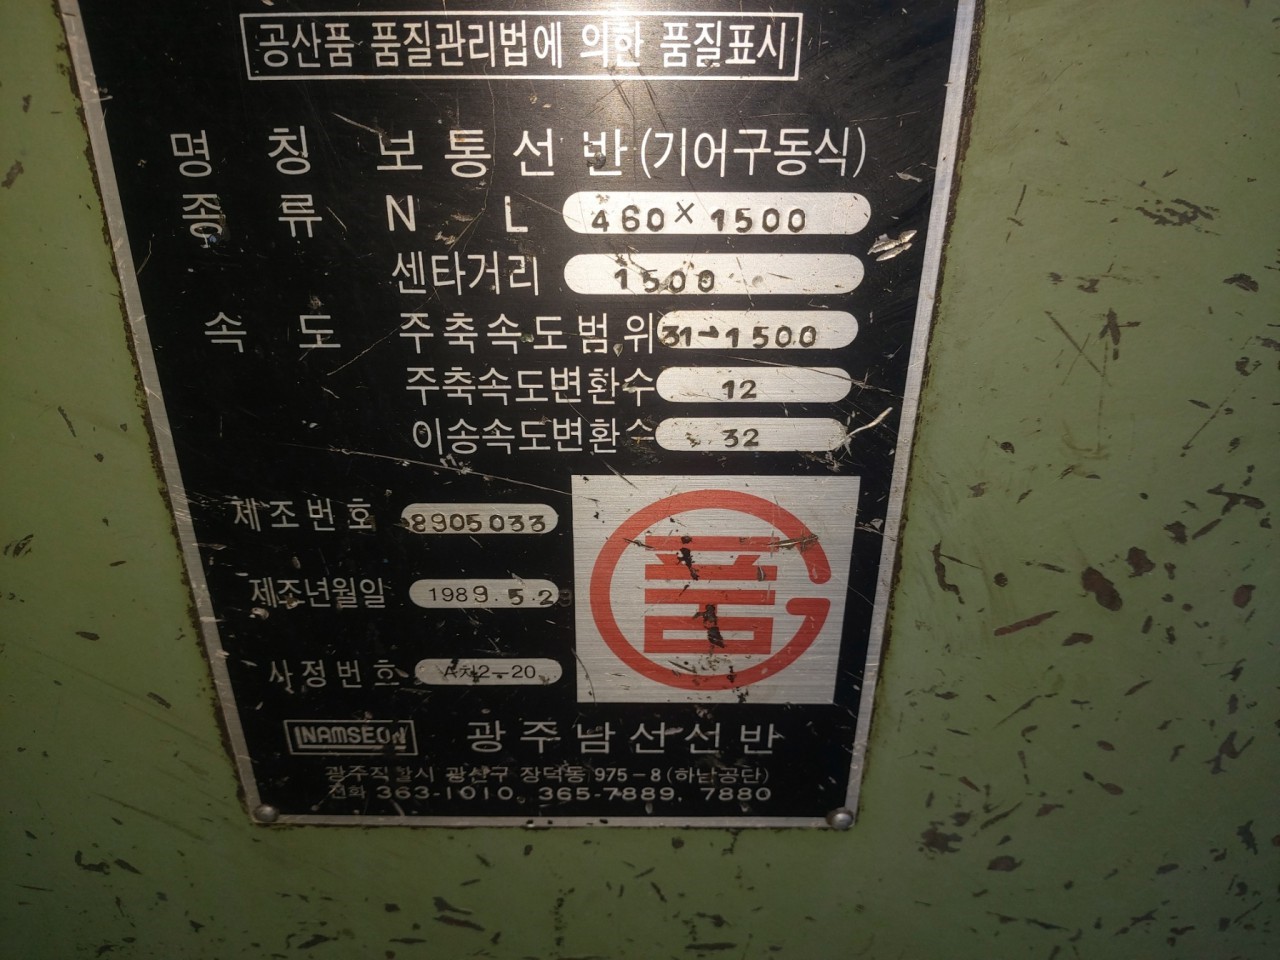 공산품 품질관리법에 의한 품질표시
명 칭 보통선반(기어구동식)
종 류 N L 460×1500
센타거리 1500
속 도 주축속도범위 31-1500
주축속도변환수 12
이송속도변환수 32
제조번호 8905033
제조년월일 1989.5.29
품
사정번호 A차2-20
NAMSEON 광주남선선반
광주직할시 광산구 장덕동 975-8(하남공단)
전화 363-1010, 365-7889, 7880